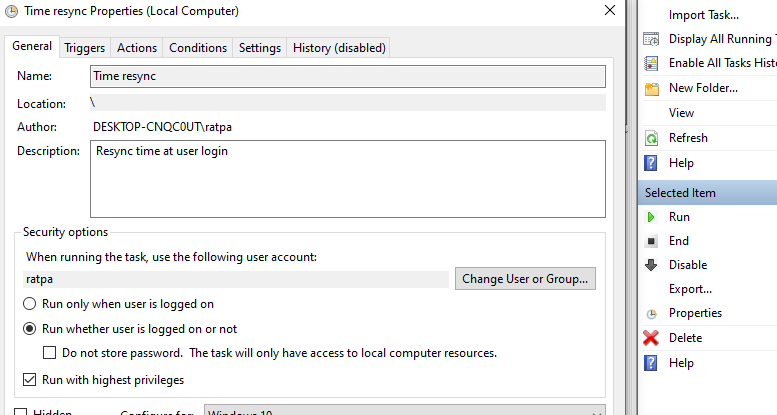 Time resync Properties (Local Computer)
General Triggers Actions Conditions Settings History (disabled)
Name: Time resync
Location: \
Author: DESKTOP-CNQC0UT\ratpa
Description: Resync time at user login
Security options
When running the task, use the following user account:
ratpa Change User or Group...
Run only when user is logged on
Run whether user is logged on or not
Do not store password. The task will only have access to local computer resources.
Run with highest privileges
Hidden Configure for: Windows 10
Import Task...
Display All Running T
Enable All Tasks Histo
New Folder...
View
Refresh
Help
Selected Item
Run
End
Disable
Export...
Properties
Delete
Help